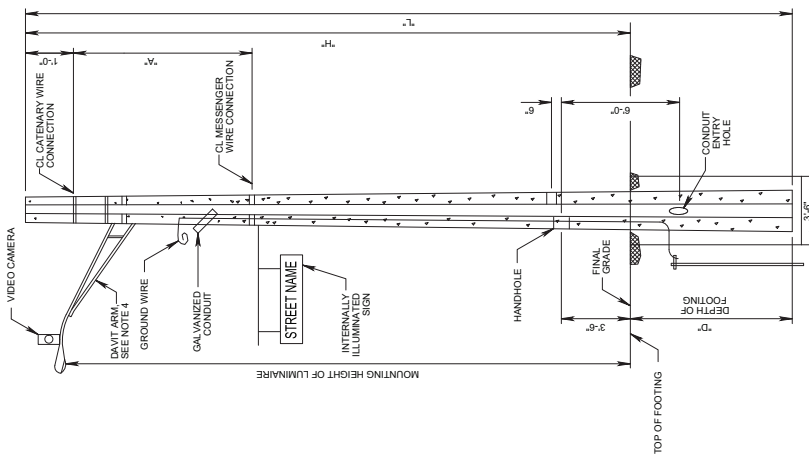 "L"
"H"
1'-0"
"A"
CL CATENARY WIRE
CONNECTION
CL MESSENGER
WIRE CONNECTION
6"
6'-0"
CONDUIT
ENTRY
HOLE
3'-6"
VIDEO CAMERA
DAVIT ARM,
SEE NOTE 4
GROUND WIRE
GALVANIZED
CONDUIT
STREET NAME
INTERNALLY
ILLUMINATED
SIGN
HANDHOLE
FINAL
GRADE
3'-6"
"D"
DEPTH OF
FOOTING
MOUNTING HEIGHT OF LUMINAIRE
TOP OF FOOTING